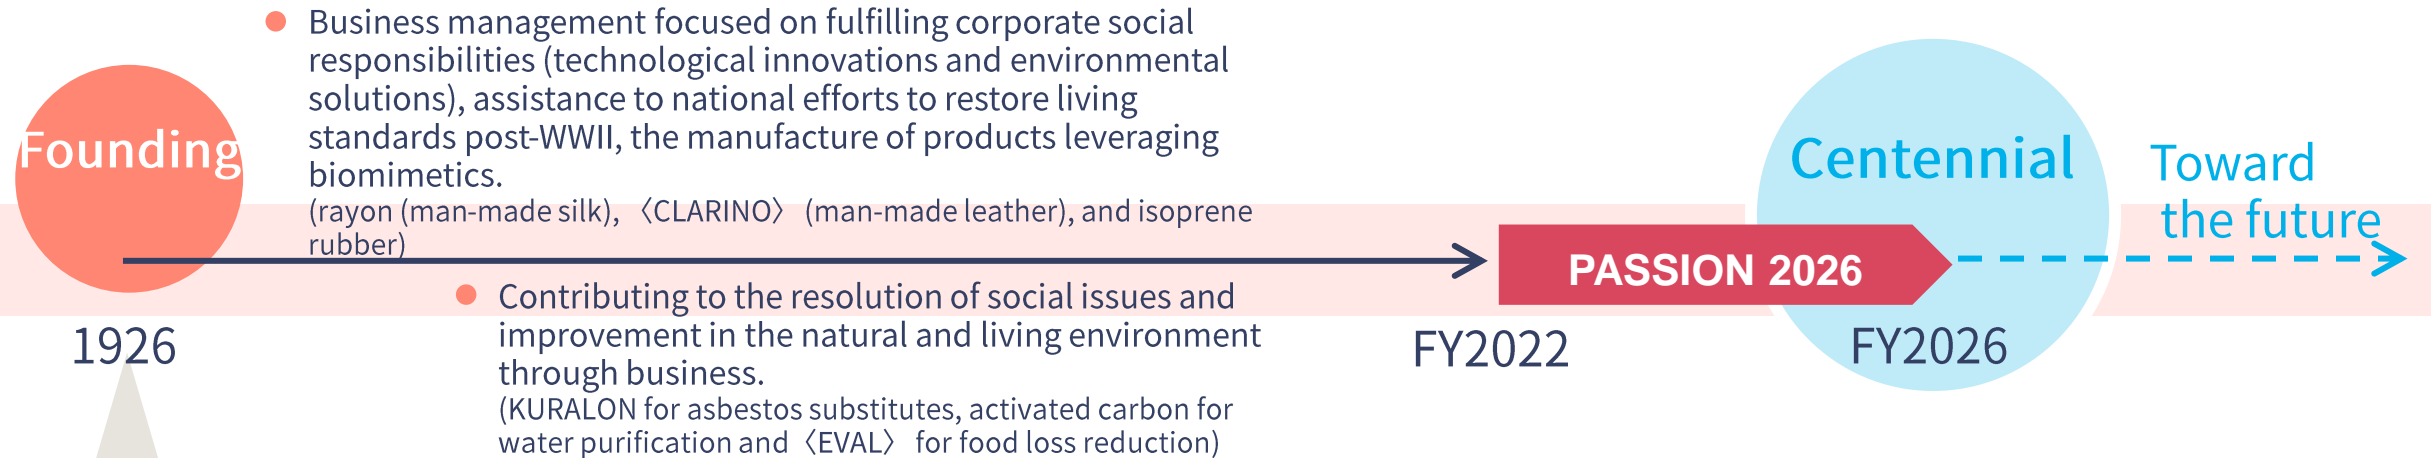 Business management focused on fulfilling corporate social
responsibilities (technological innovations and environmental
solutions), assistance to national efforts to restore living
standards post-WWII, the manufacture of products leveraging
biomimetics.
(rayon (man-made silk), 〈CLARINO〉 (man-made leather), and isoprene
rubber)
Founding
1926
Contributing to the resolution of social issues and
improvement in the natural and living environment
through business.
(KURALON for asbestos substitutes, activated carbon for
water purification and 〈EVAL〉 for food loss reduction)
PASSION 2026
FY2022
Centennial
FY2026
Toward
the future